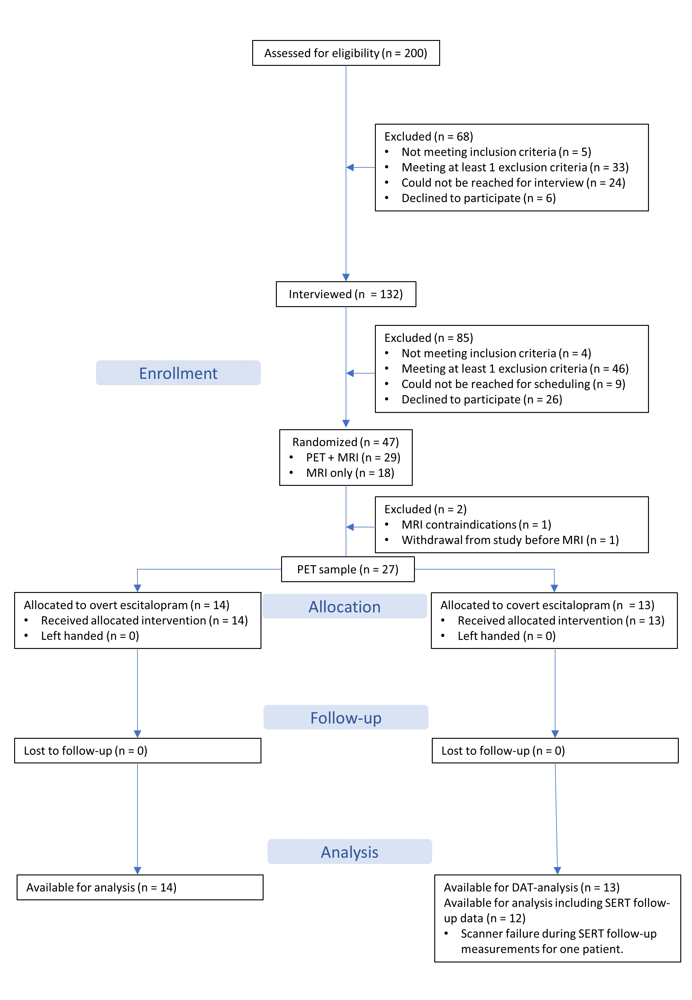 Assessed for eligibility (n = 200)
Excluded (n = 68)
• Not meeting inclusion criteria (n = 5)
• Meeting at least 1 exclusion criteria (n = 33)
• Could not be reached for interview (n = 24)
• Declined to participate (n = 6)
Interviewed (n  = 132)
Excluded (n = 85)
• Not meeting inclusion criteria (n = 4)
• Meeting at least 1 exclusion criteria (n = 46)
• Could not be reached for scheduling (n = 9)
• Declined to participate (n = 26)
Enrollment
Randomized (n = 47)
• PET + MRI (n = 29)
• MRI only (n = 18)
Excluded (n = 2)
• MRI contraindications (n = 1)
• Withdrawal from study before MRI (n = 1)
PET sample (n = 27)
Allocated to overt escitalopram (n = 14)
• Received allocated intervention (n = 14)
• Left handed (n = 0)
Allocation
Allocated to covert escitalopram (n  = 13)
• Received allocated intervention (n = 13)
• Left handed (n = 0)
Follow-up
Lost to follow-up (n = 0)
Lost to follow-up (n = 0)
Analysis
Available for analysis (n = 14)
Available for DAT-analysis (n = 13)
Available for analysis including SERT follow-
up data (n = 12)
• Scanner failure during SERT follow-up
measurements for one patient.